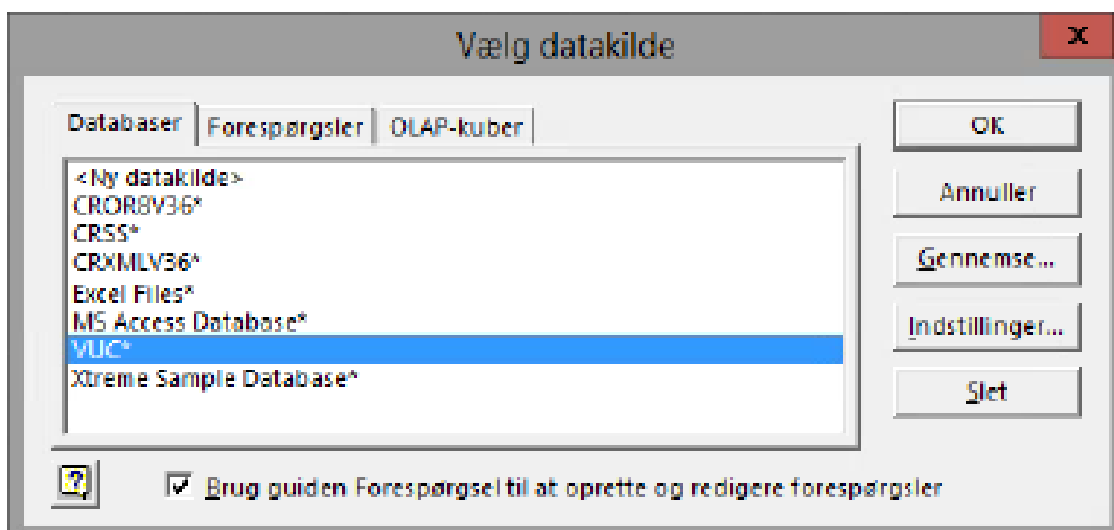 Vælg datakilde
x
Databaser Forespørgsler OLAP-kuber
<Ny datakilde>
CROR8V36*
CRSS*
CRXMLV36*
Excel Files*
MS Access Database*
VUC*
Xtreme Sample Database*
OK
Annuller
Gennemse...
Indstillinger...
Slet
?
Brug guiden Forespørgsel til at oprette og redigere forespørgsler